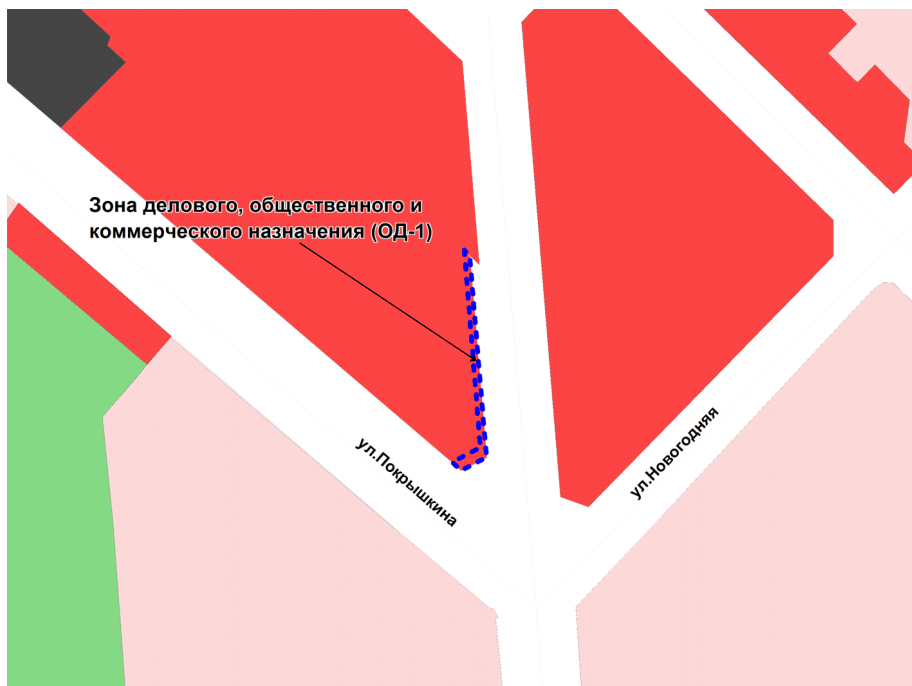 Зона делового, общественного и
коммерческого назначения (ОД-1)
ул.Покрышкина
ул.Новогодняя